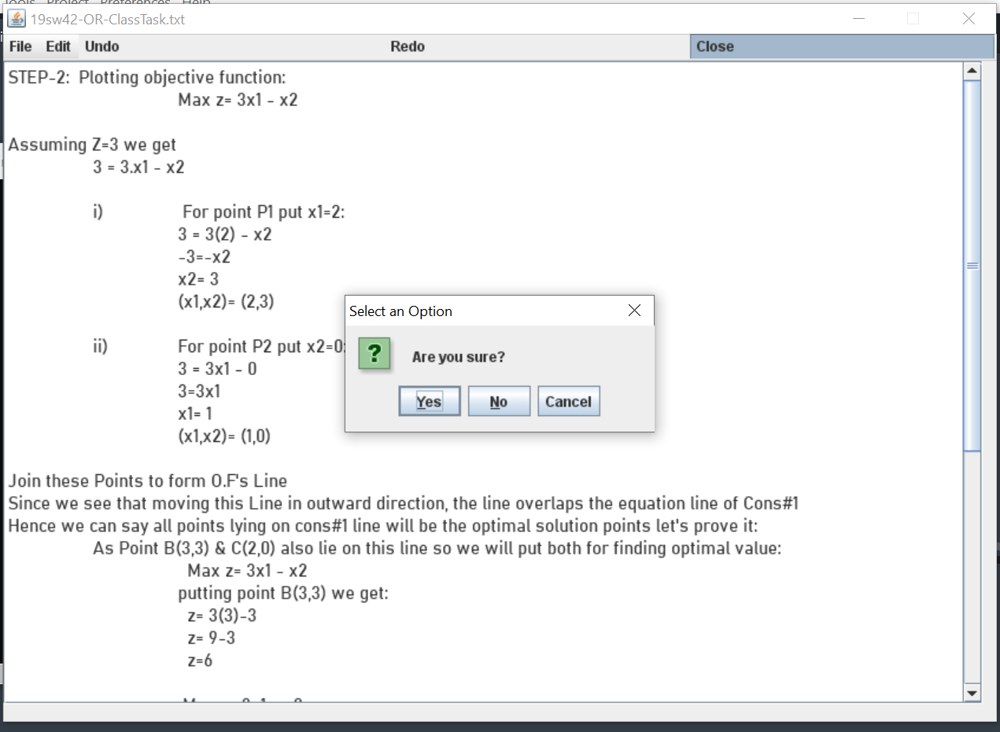 Tools Project Preferences Help
19sw42-OR-ClassTask.txt
File Edit Undo Redo Close
STEP-2: Plotting objective function:
Max z= 3x1 - x2
Assuming Z=3 we get
3 = 3.x1 - x2
i) For point P1 put x1=2:
3 = 3(2) - x2
-3=-x2
x2= 3
(x1,x2)= (2,3)
ii) For point P2 put x2=0:
3 = 3x1 - 0
3=3x1
x1= 1
(x1,x2)= (1,0)
Select an Option
Are you sure?
Yes No Cancel
Join these Points to form O.F's Line
Since we see that moving this Line in outward direction, the line overlaps the equation line of Cons#1
Hence we can say all points lying on cons#1 line will be the optimal solution points let's prove it:
As Point B(3,3) & C(2,0) also lie on this line so we will put both for finding optimal value:
Max z= 3x1 - x2
putting point B(3,3) we get:
z= 3(3)-3
z= 9-3
z=6